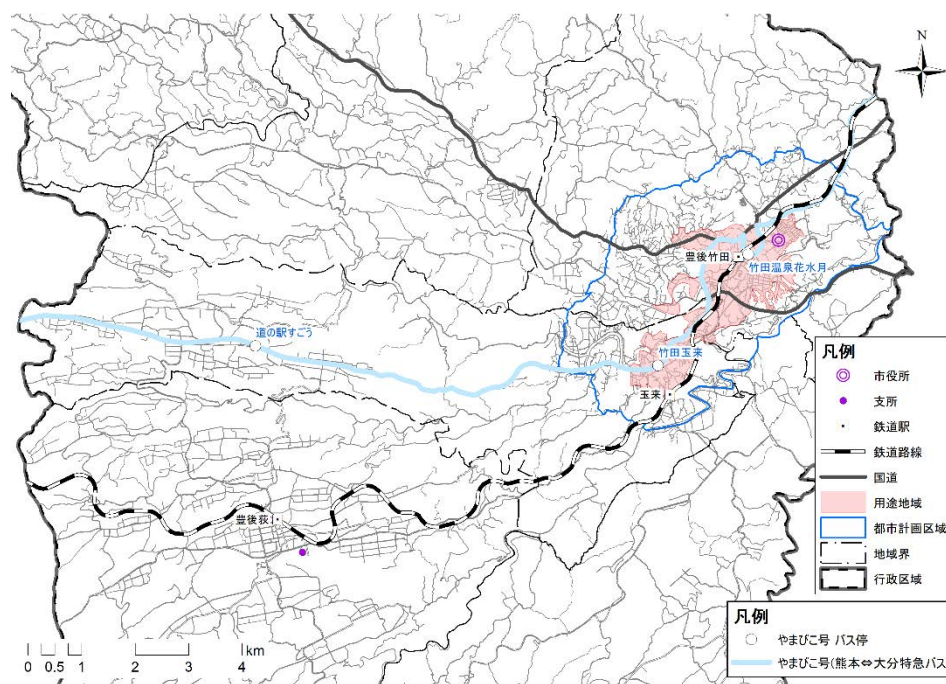 N
豊後竹田
竹田温泉花水月
道の駅すごう
竹田玉来
玉来
豊後荻
凡例
市役所
支所
鉄道駅
鉄道路線
国道
用途地域
都市計画区域
地域界
行政区域
凡例
やまびこ号 バス停
やまびこ号(熊本⇔大分特急バス
0 0.5 1 2 3 4 km